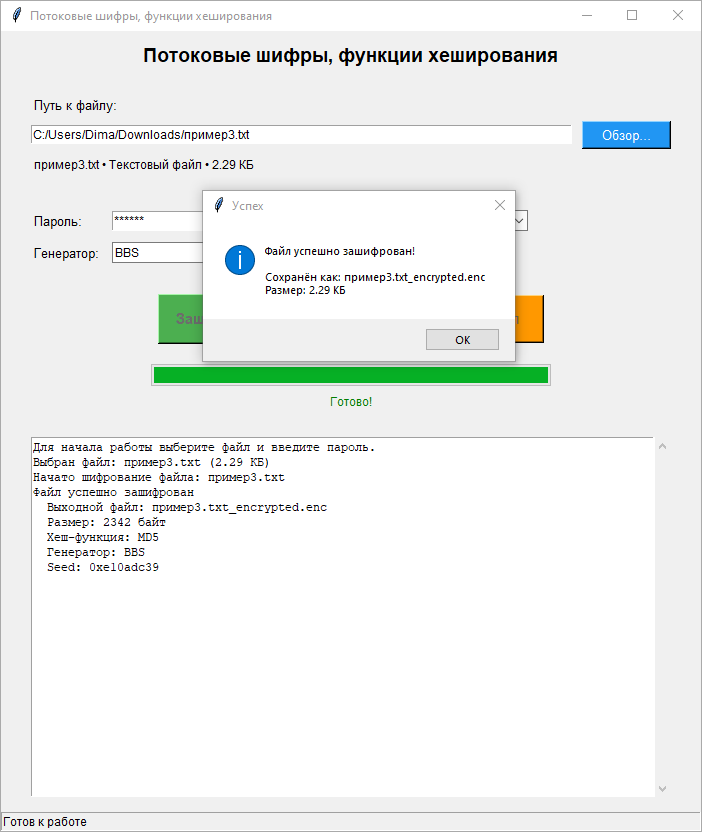 Потоковые шифры, функции хеширования
Потоковые шифры, функции хеширования
Путь к файлу:
C:/Users/Dima/Downloads/пример3.txt
Обзор...
пример3.txt • Текстовый файл • 2.29 КБ
Успех
Пароль:
******
Файл успешно зашифрован!
Генератор:
BBS
Сохранён как: пример3.txt_encrypted.enc
Размер: 2.29 КБ
OK
Готово!
Для начала работы выберите файл и введите пароль.
Выбран файл: пример3.txt (2.29 КБ)
Начато шифрование файла: пример3.txt
Файл успешно зашифрован
Выходной файл: пример3.txt_encrypted.enc
Размер: 2342 байт
Хеш-функция: MD5
Генератор: BBS
Seed: 0xe10adc39
Готов к работе